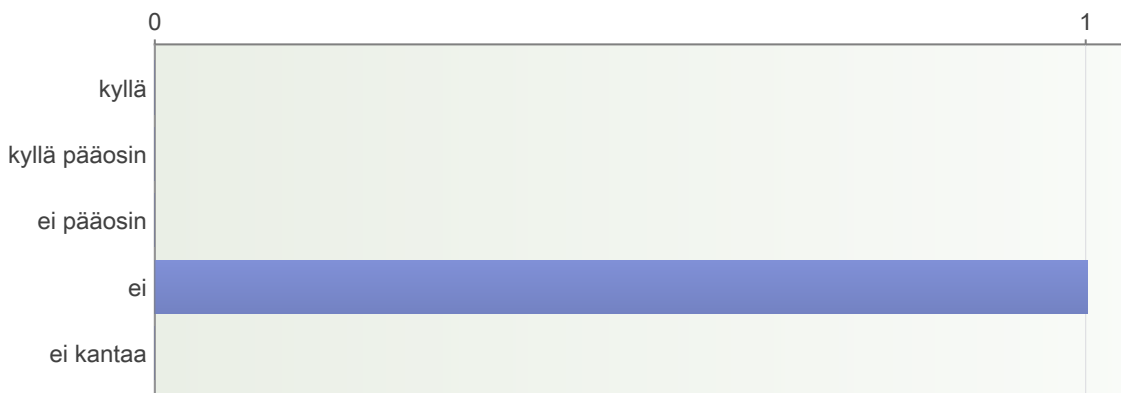 0 1
kyllä
kyllä pääosin
ei pääosin
ei
ei kantaa